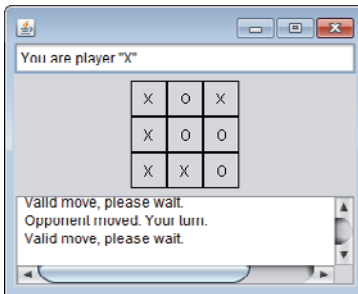 You are player "X"
X O X
X O O
X X O
Valid move, please wait.
Opponent moved. Your turn.
Valid move, please wait.